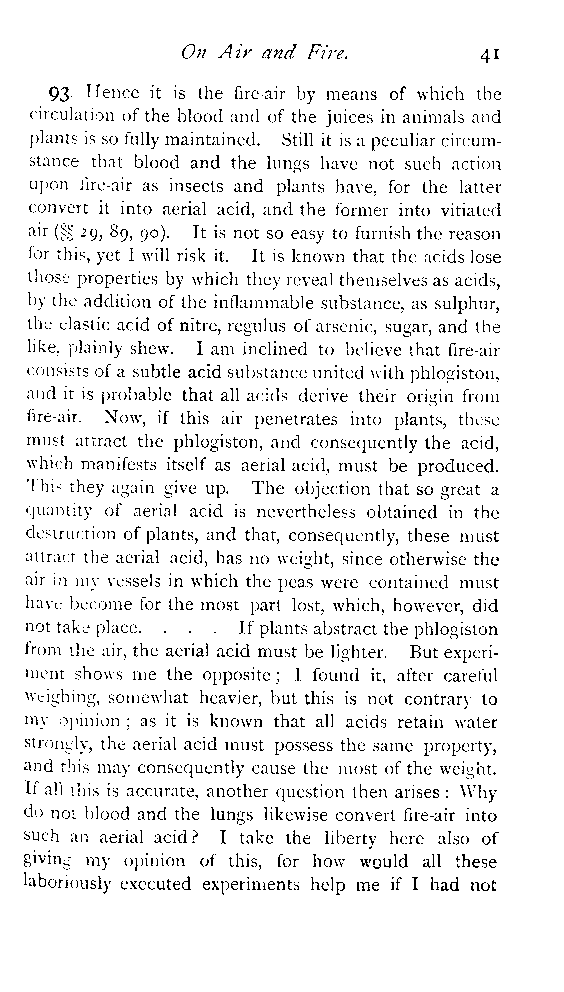 On Air and Fire. 41
93. Hence it is the fire-air by means of which the
circulation of the blood and of the juices in animals and
plants is so fully maintained. Still it is a peculiar circum-
stance that blood and the lungs have not such action
upon fire-air as insects and plants have, for the latter
convert it into aerial acid, and the former into vitiated
air (§§ 29, 89, 90). It is not so easy to furnish the reason
for this, yet I will risk it. It is known that the acids lose
those properties by which they reveal themselves as acids,
by the addition of the inflammable substance, as sulphur,
the elastic acid of nitre, regulus of arsenic, sugar, and the
like, plainly shew. I am inclined to believe that fire-air
consists of a subtle acid substance united with phlogiston,
and it is probable that all acids derive their origin from
fire-air. Now, if this air penetrates into plants, these
must attract the phlogiston, and consequently the acid,
which manifests itself as aerial acid, must be produced.
This they again give up. The objection that so great a
quantity of aerial acid is nevertheless obtained in the
destruction of plants, and that, consequently, these must
attract the aerial acid, has no weight, since otherwise the
air in my vessels in which the peas were contained must
have become for the most part lost, which, however, did
not take place. . . . If plants abstract the phlogiston
from the air, the aerial acid must be lighter. But experi-
ment shows me the opposite; I found it, after careful
weighing, somewhat heavier, but this is not contrary to
my opinion; as it is known that all acids retain water
strongly, the aerial acid must possess the same property,
and this may consequently cause the most of the weight.
If all this is accurate, another question then arises: Why
do not blood and the lungs likewise convert fire-air into
such an aerial acid? I take the liberty here also of
giving my opinion of this, for how would all these
laboriously executed experiments help me if I had not